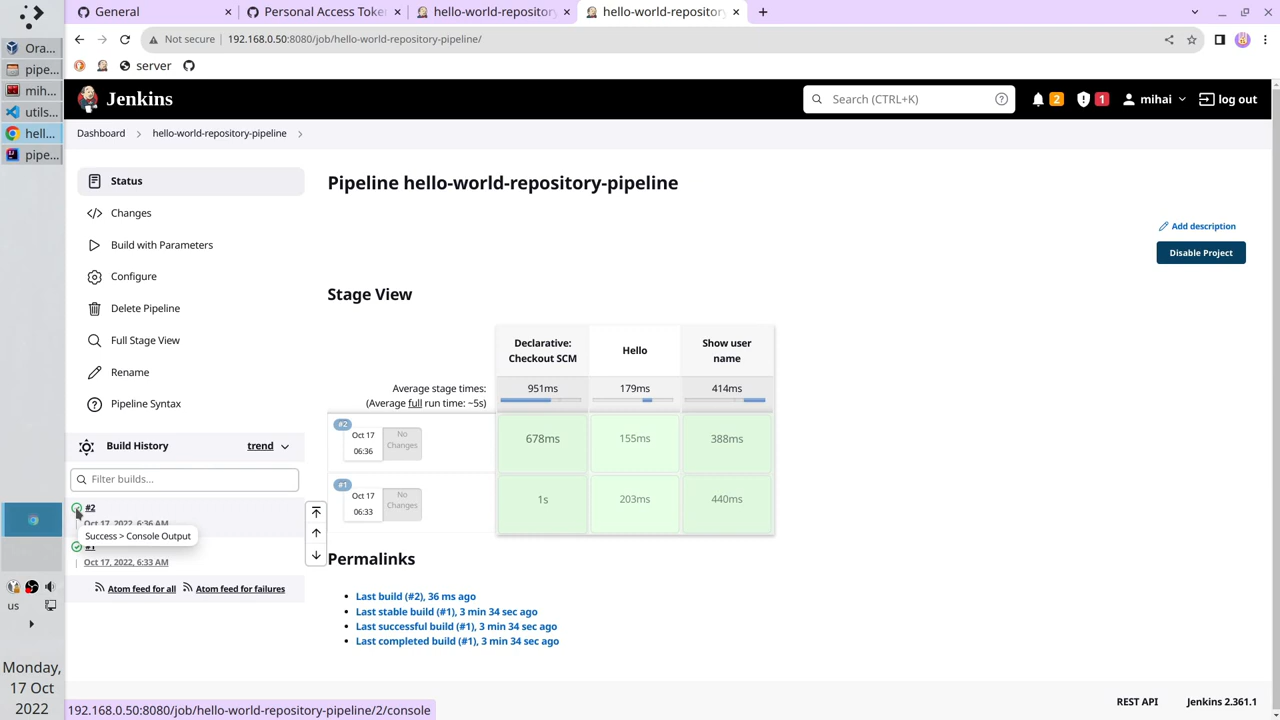 General
Personal Access Toke
hello-world-repository
hello-world-repository
Not secure
192.168.0.50:8080/job/hello-world-repository-pipeline/
server
Ora...
pipe...
mih...
utils...
hell...
pipe...
us
Monday,
17 Oct
2022
Jenkins
Search (CTRL+K)
2
1
mihai
log out
Dashboard
hello-world-repository-pipeline
Status
Changes
Build with Parameters
Configure
Delete Pipeline
Full Stage View
Rename
Pipeline Syntax
Build History
trend
Filter builds...
#2
Oct 17, 2022, 6:36 AM
Success > Console Output
#1
Oct 17, 2022, 6:33 AM
Atom feed for all
Atom feed for failures
Pipeline hello-world-repository-pipeline
Add description
Disable Project
Stage View
Declarative:
Checkout SCM
Hello
Show user
name
Average stage times:
(Average full run time: ~5s)
951ms
179ms
414ms
#2
Oct 17
06:36
No
Changes
678ms
155ms
388ms
#1
Oct 17
06:33
No
Changes
1s
203ms
440ms
Permalinks
Last build (#2), 36 ms ago
Last stable build (#1), 3 min 34 sec ago
Last successful build (#1), 3 min 34 sec ago
Last completed build (#1), 3 min 34 sec ago
REST API
Jenkins 2.361.1
192.168.0.50:8080/job/hello-world-repository-pipeline/2/console